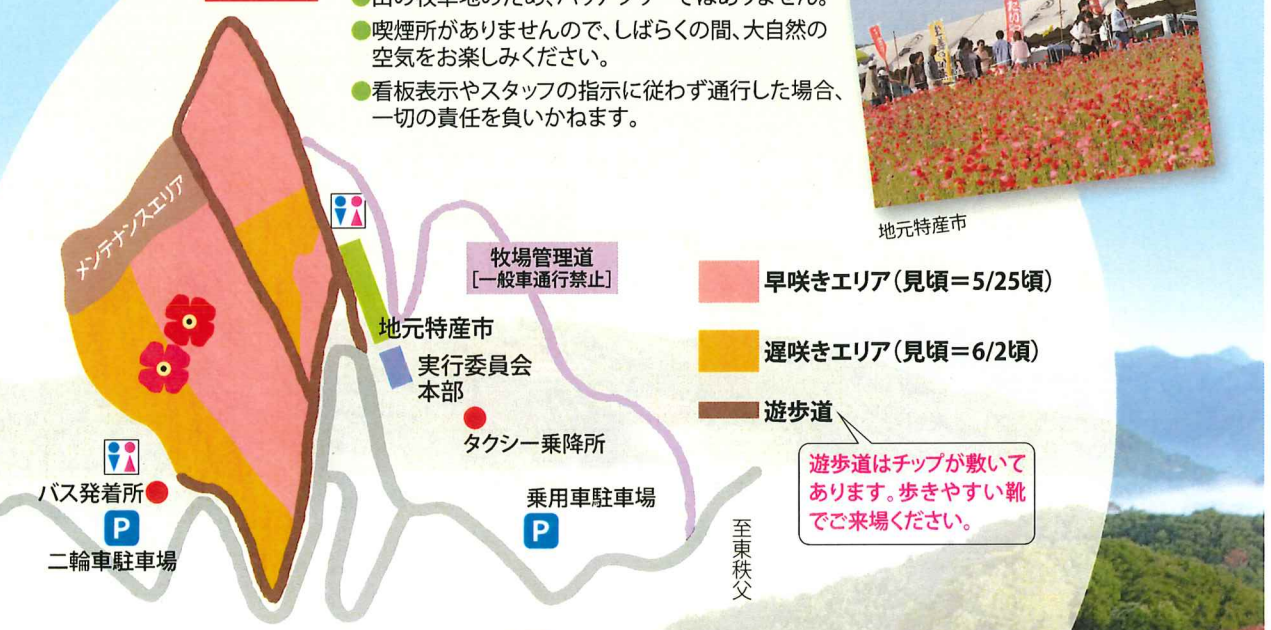 喫煙所がありませんので、しばらくの間、大自然の
空気をお楽しみください。
看板表示やスタッフの指示に従わず通行した場合、
一切の責任を負いかねます。
地元特産市
メンテナンスエリア
牧場管理道
[一般車通行禁止]
早咲きエリア（見頃＝5/25頃）
地元特産市
遅咲きエリア（見頃＝6/2頃）
実行委員会
本部
遊歩道
タクシー乗降所
遊歩道はチップが敷いて
あります。歩きやすい靴
でご来場ください。
バス発着所
乗用車駐車場
P
P
二輪車駐車場
至東秩父